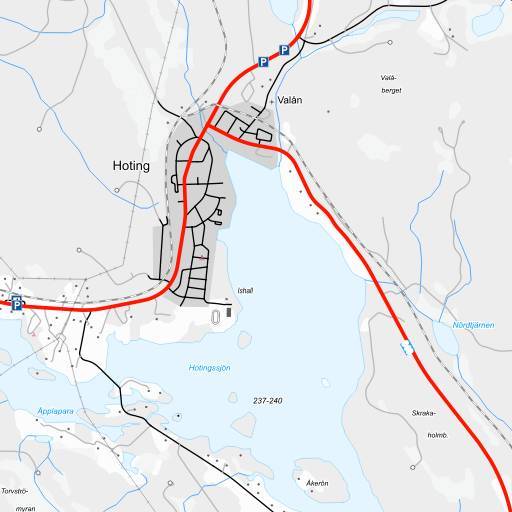 P
P
Valå-
berget
Valån
Hoting
Ishall
P
Nördtjärnen
Hotingssjön
237-240
Äpplapara
Skraka-
holmb.
Åkerön
Torvströ-
myran